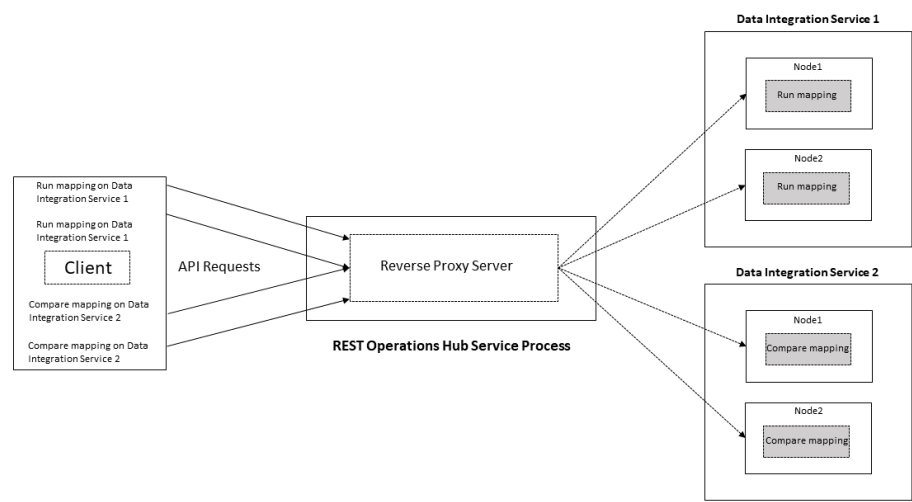 Run mapping on Data
Integration Service 1
Run mapping on Data
Integration Service 1
Client
Compare mapping on Data
Integration Service 2
Compare mapping on Data
Integration Service 2
API Requests
Reverse Proxy Server
REST Operations Hub Service Process
Data Integration Service 1
Node1
Run mapping
Node2
Run mapping
Data Integration Service 2
Node1
Compare mapping
Node2
Compare mapping